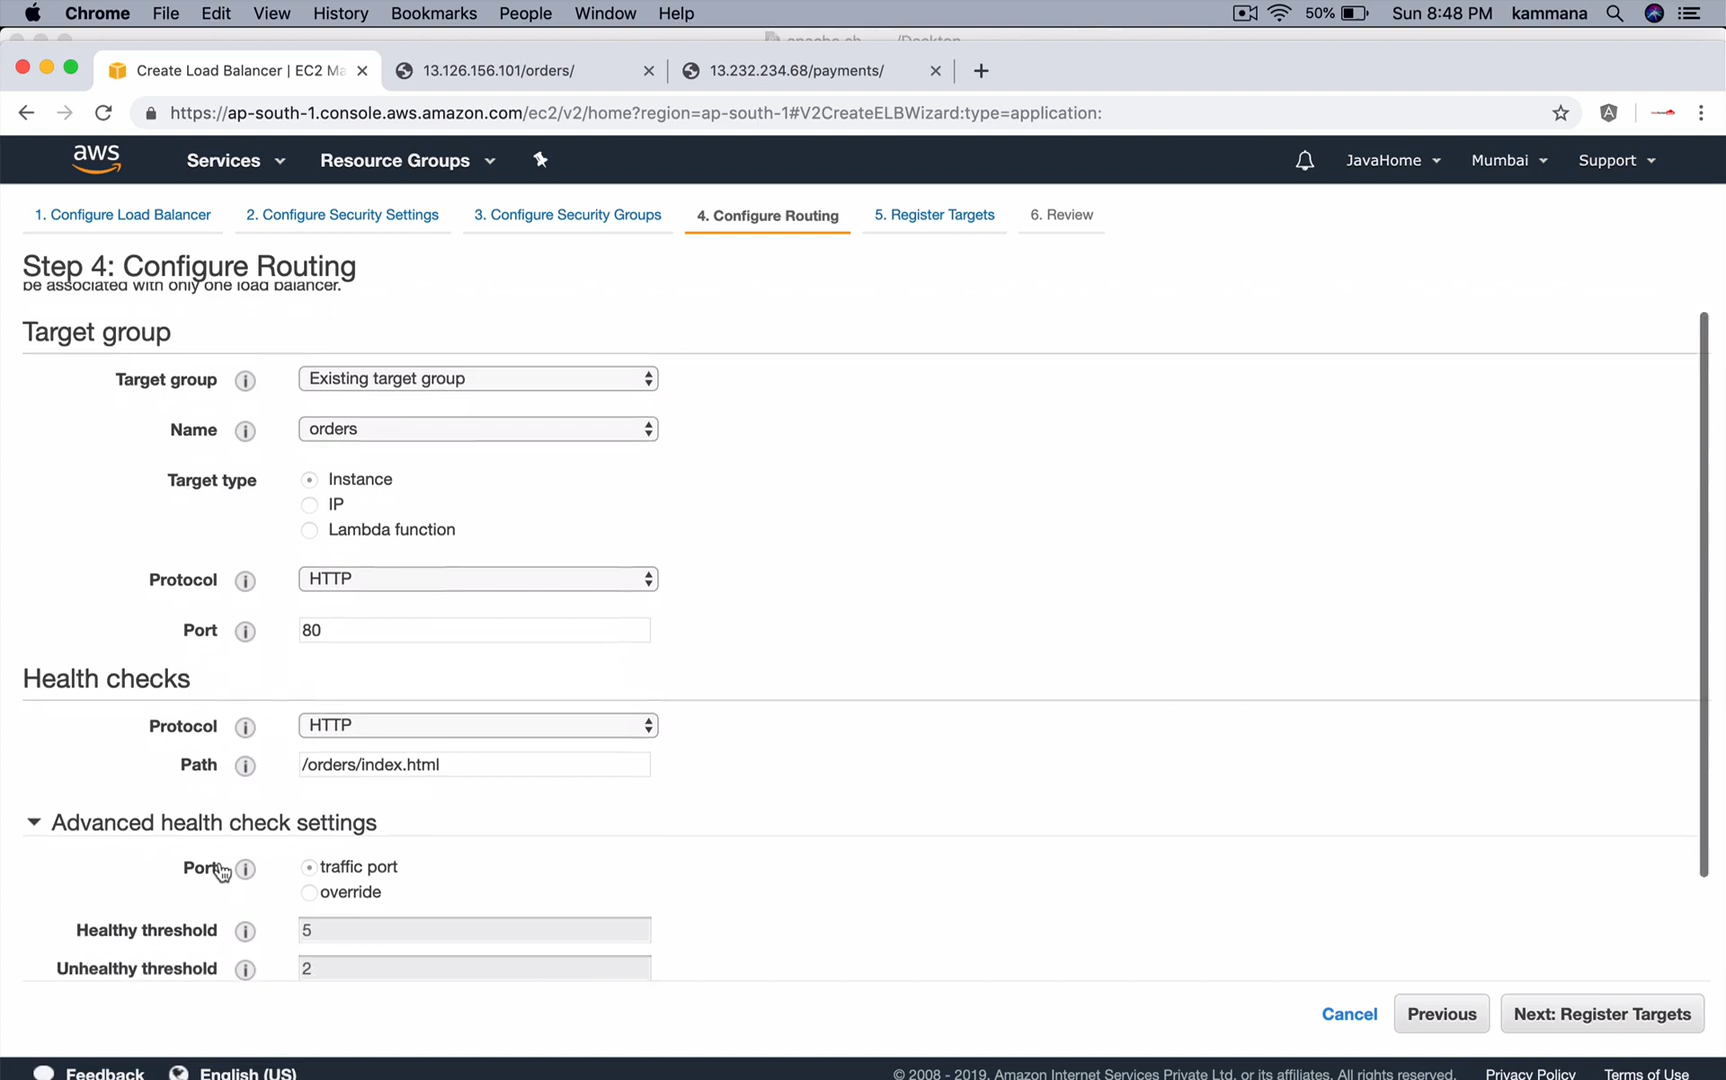 Chrome File Edit View History Bookmarks People Window Help 50% Sun 8:48 PM kammana
Create Load Balancer | EC2 Ma 13.126.156.101/orders/ 13.232.234.68/payments/
https://ap-south-1.console.aws.amazon.com/ec2/v2/home?region=ap-south-1#V2CreateELBWizard:type=application:
aws Services Resource Groups JavaHome Mumbai Support
1. Configure Load Balancer 2. Configure Security Settings 3. Configure Security Groups 4. Configure Routing 5. Register Targets 6. Review
Step 4: Configure Routing
be associated with only one load balancer.
Target group
Target group Existing target group
Name orders
Target type Instance
IP
Lambda function
Protocol HTTP
Port 80
Health checks
Protocol HTTP
Path /orders/index.html
Advanced health check settings
Port traffic port
override
Healthy threshold 5
Unhealthy threshold 2
Cancel Previous Next: Register Targets
Feedback English (US) © 2008 - 2019, Amazon Internet Services Private Ltd. or its affiliates. All rights reserved. Privacy Policy Terms of Use